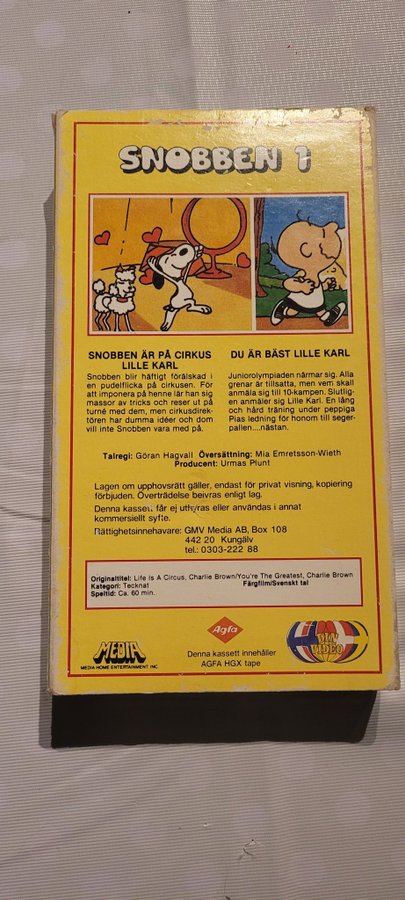 SNOBBEN 1
SNOBBEN ÄR PÅ CIRKUS
LILLE KARL
Snobben blir häftigt förälskad i
en pudelflicka på cirkusen. För
att imponera på henne lär han sig
massor av tricks och reser ut på
turné med dem, men cirkusdirek-
tören har dumma idéer och dom
vill inte Snobben vara med på.
DU ÄR BÄST LILLE KARL
Juniorolympiaden närmar sig. Alla
grenar är tillsatta, men vem skall
anmäla sig till 10-kampen. Slutlig-
en anmäler sig Lille Karl. En lång
och hård träning under peppiga
Pias ledning för honom till seger-
pallen....nästan.
Talregi: Göran Hagvall Översättning: Mia Emretsson-Wieth
Producent: Urmas Plunt
Lagen om upphovsrätt gäller, endast för privat visning, kopiering
förbjuden. Överträdelse beivras enligt lag.
Denna kassett får ej uthyras eller användas i annat
kommersiellt syfte.
Rättighetsinnehavare: GMV Media AB, Box 108
442 20 Kungälv
tel.: 0303-222 88
Originaltitel: Life Is A Circus, Charlie Brown/You're The Greatest, Charlie Brown
Kategori: Tecknat Färgfilm/Svenskt tal
Speltid: Ca. 60 min.
MEDIA
MEDIA HOME ENTERTAINMENT, INC.
Agfa
Denna kassett innehåller
AGFA HGX tape
DIN
VIDEO